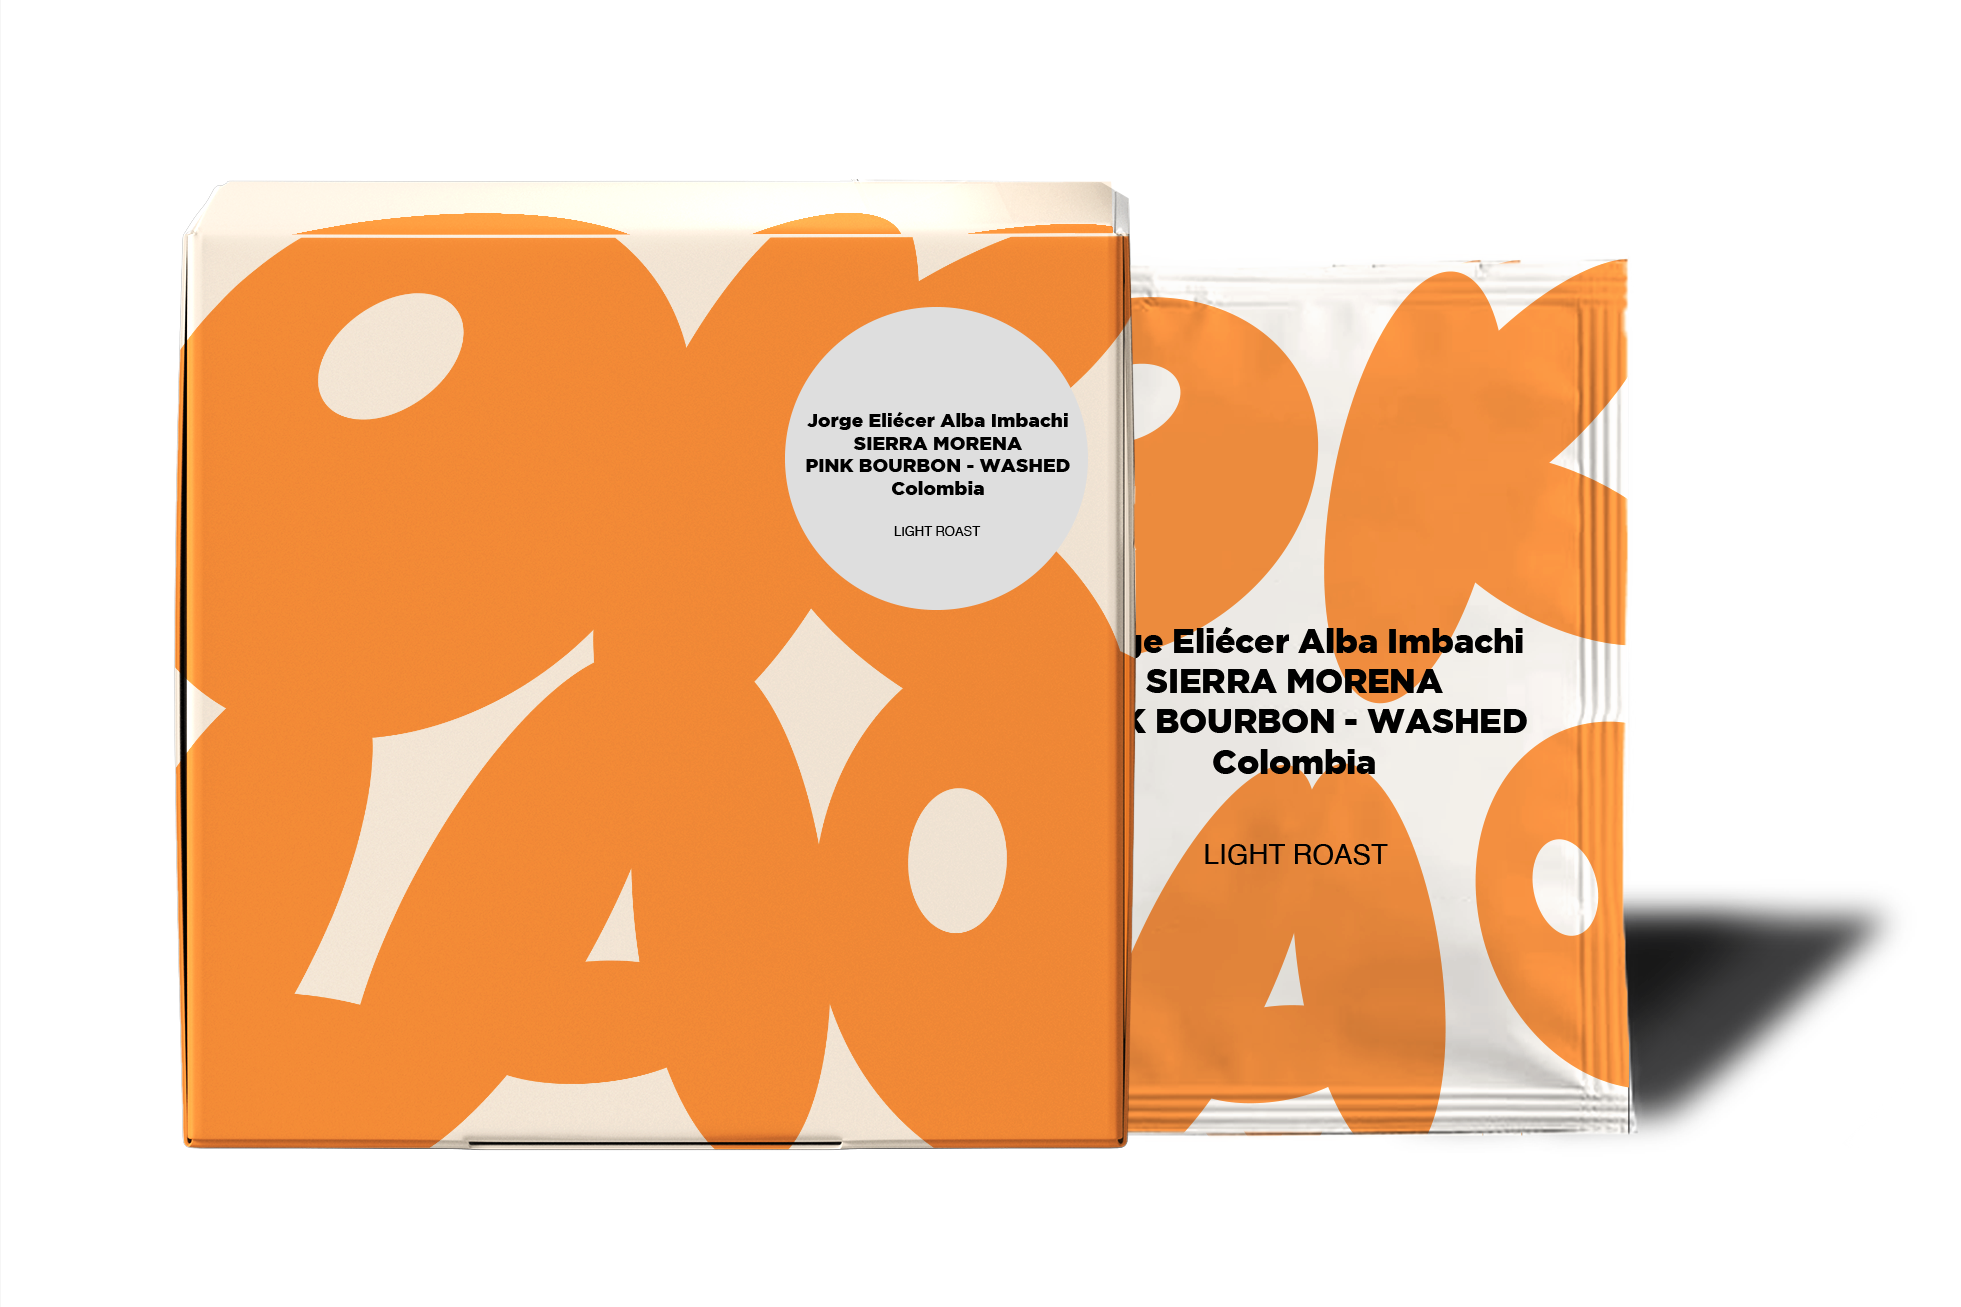 Jorge Eliécer Alba Imbachi
SIERRA MORENA
PINK BOURBON - WASHED
Colombia
LIGHT ROAST
Eliécer Alba Imbachi
SIERRA MORENA
BOURBON - WASHED
Colombia
LIGHT ROAST